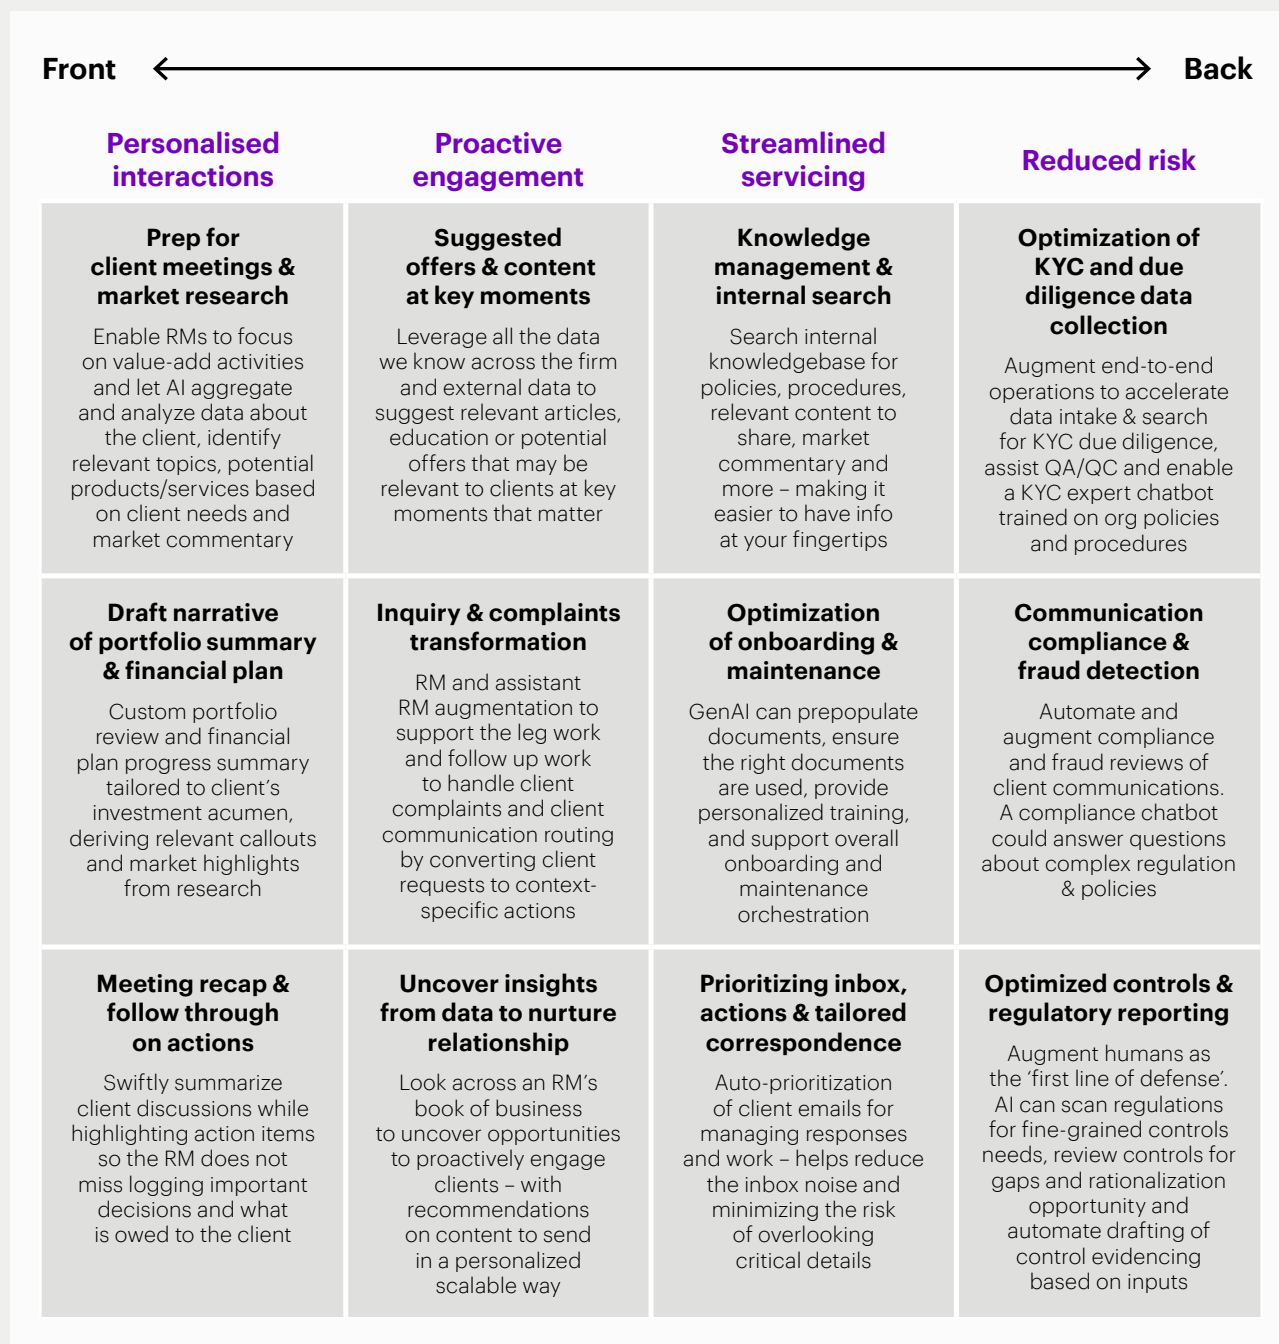 Front
Back
Personalised
interactions
Proactive
engagement
Streamlined
servicing
Reduced risk
Prep for
client meetings &
market research
Enable RMs to focus
on value-add activities
and let AI aggregate
and analyze data about
the client, identify
relevant topics, potential
products/services based
on client needs and
market commentary
Suggested
offers & content
at key moments
Leverage all the data
we know across the firm
and external data to
suggest relevant articles,
education or potential
offers that may be
relevant to clients at key
moments that matter
Knowledge
management &
internal search
Search internal
knowledgebase for
policies, procedures,
relevant content to
share, market
commentary and
more – making it
easier to have info
at your fingertips
Optimization of
KYC and due
diligence data
collection
Augment end-to-end
operations to accelerate
data intake & search
for KYC due diligence,
assist QA/QC and enable
a KYC expert chatbot
trained on org policies
and procedures
Draft narrative
of portfolio summary
& financial plan
Custom portfolio
review and financial
plan progress summary
tailored to client's
investment acumen,
deriving relevant callouts
and market highlights
from research
Inquiry & complaints
transformation
RM and assistant
RM augmentation to
support the leg work
and follow up work
to handle client
complaints and client
communication routing
by converting client
requests to context-
specific actions
Optimization
of onboarding &
maintenance
GenAI can prepopulate
documents, ensure
the right documents
are used, provide
personalized training,
and support overall
onboarding and
maintenance
orchestration
Communication
compliance &
fraud detection
Automate and
augment compliance
and fraud reviews of
client communications.
A compliance chatbot
could answer questions
about complex regulation
& policies
Meeting recap &
follow through
on actions
Swiftly summarize
client discussions while
highlighting action items
so the RM does not
miss logging important
decisions and what
is owed to the client
Uncover insights
from data to nurture
relationship
Look across an RM's
book of business
to uncover opportunities
to proactively engage
clients – with
recommendations
on content to send
in a personalized
scalable way
Prioritizing inbox,
actions & tailored
correspondence
Auto-prioritization
of client emails for
managing responses
and work – helps reduce
the inbox noise and
minimizing the risk
of overlooking
critical details
Optimized controls &
regulatory reporting
Augment humans as
the ‘first line of defense’.
AI can scan regulations
for fine-grained controls
needs, review controls for
gaps and rationalization
opportunity and
automate drafting of
control evidencing
based on inputs